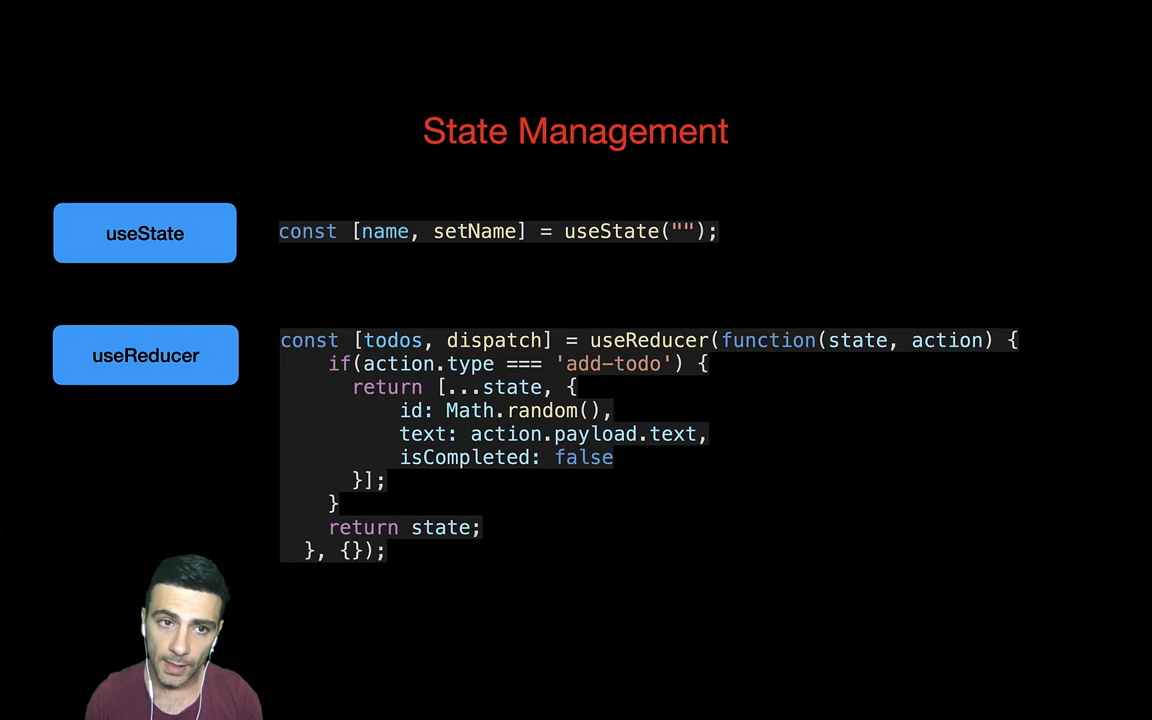 State Management
useState
const [name, setName] = useState("");
useReducer
const [todos, dispatch] = useReducer(function(state, action) {
    if(action.type === 'add-todo') {
      return [...state, {
          id: Math.random(),
          text: action.payload.text,
          isCompleted: false
      }];
    }
    return state;
  }, {});